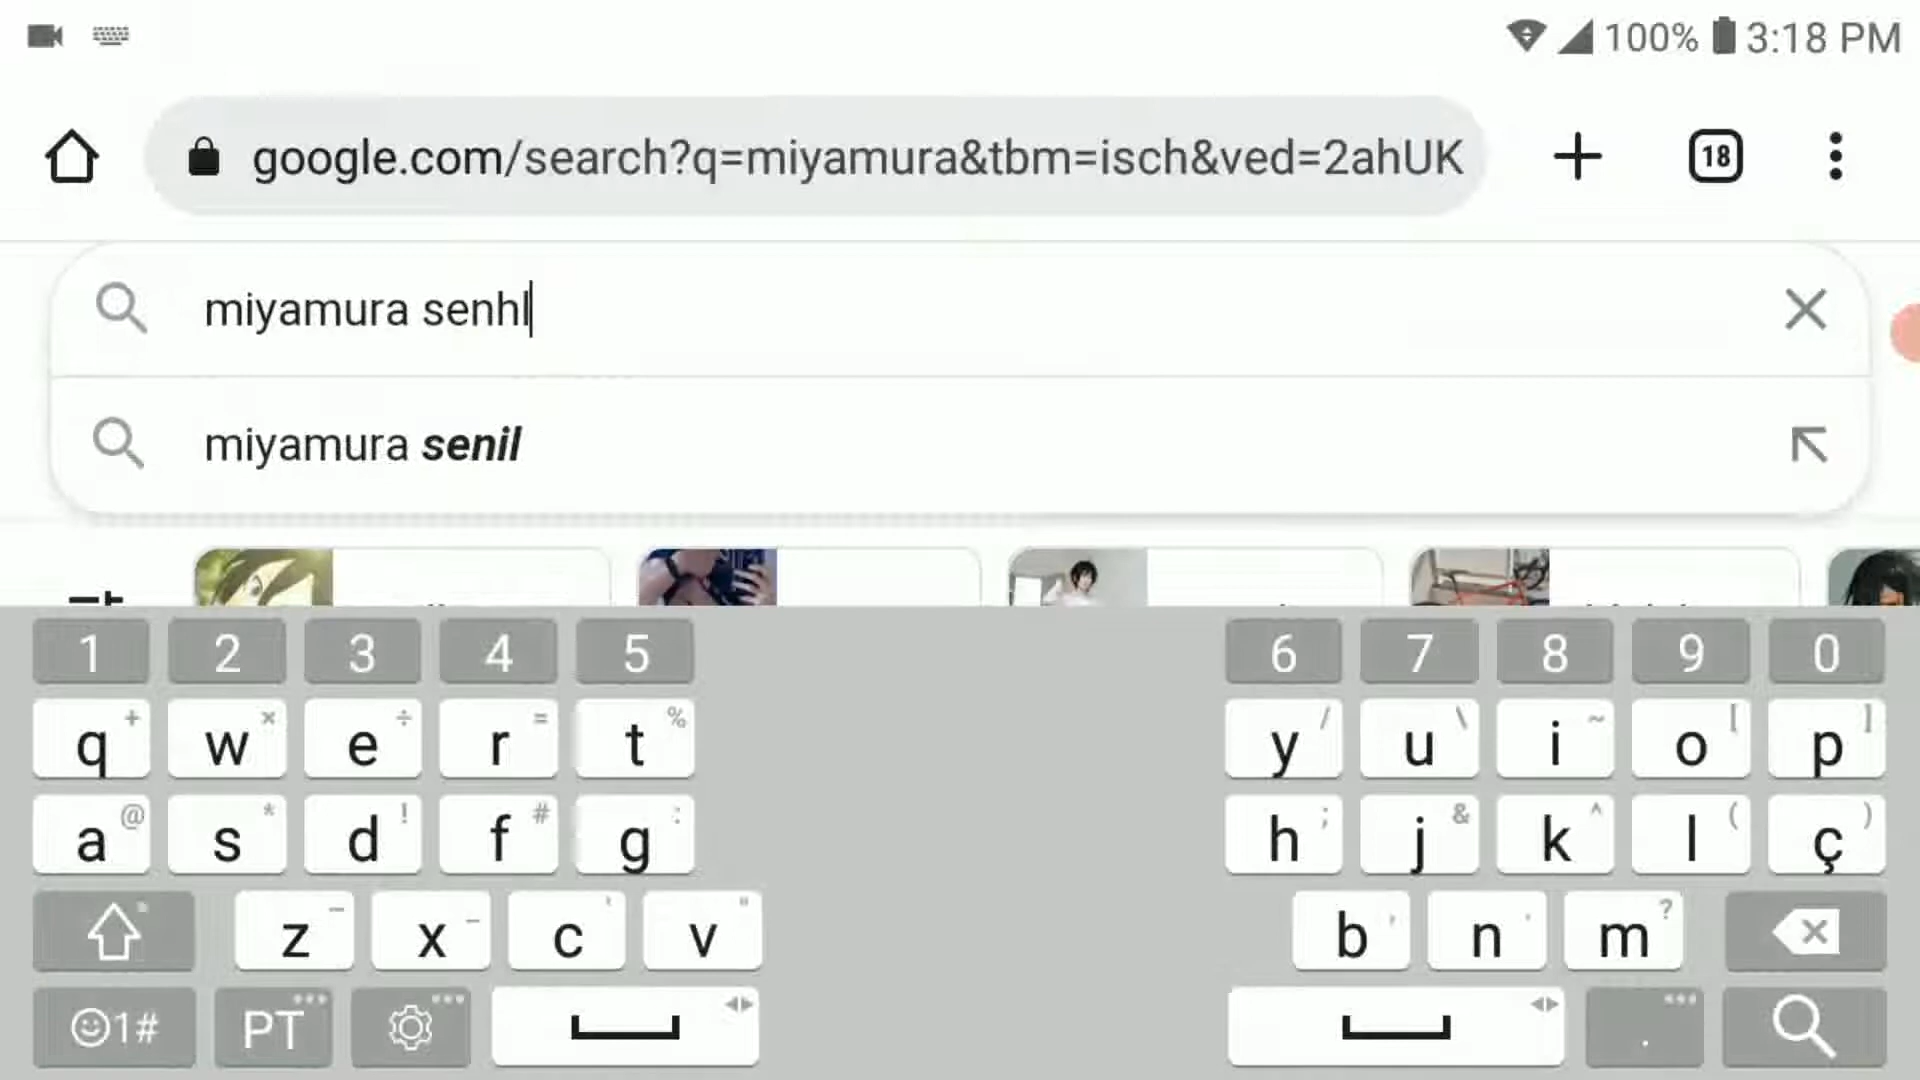 100% 3:18 PM
google.com/search?q=miyamura&tbm=isch&ved=2ahUK
18
miyamura senhl
miyamura senil
1 2 3 4 5 6 7 8 9 0
q + w × e ÷ r = t % y / u \ i ~ o [ p ]
a @ s * d ! f # g : h ; j & k ^ l ( ç )
z x c ' v " b n m ?
1# PT .